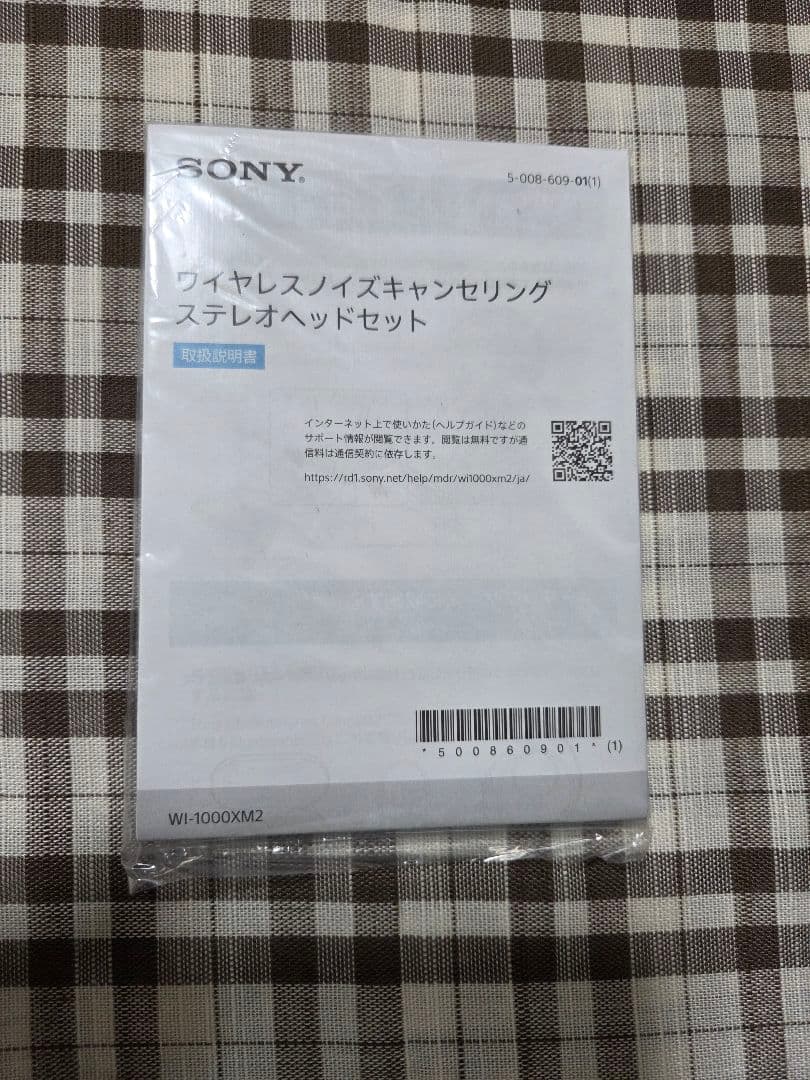 SONY®
5-008-609-01(1)
ワイヤレスノイズキャンセリング
ステレオヘッドセット
取扱説明書
インターネット上で使いかた(ヘルプガイド)などの
サポート情報が閲覧できます。閲覧は無料ですが通
信料は通信契約に依存します。
https://rd1.sony.net/help/mdr/wi1000xm2/ja/
*500860901* (1)
WI-1000XM2